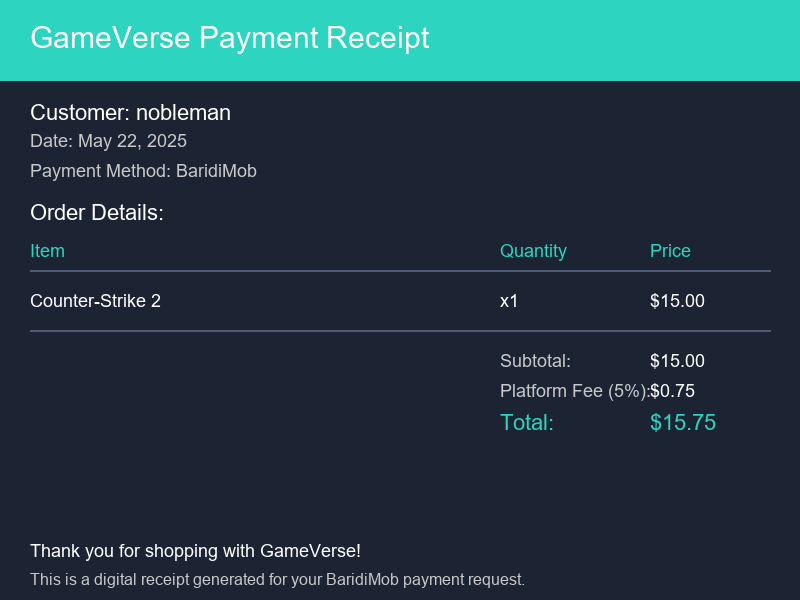 GameVerse Payment Receipt
Customer: nobleman
Date: May 22, 2025
Payment Method: BaridiMob
Order Details:
Item Quantity Price
Counter-Strike 2 x1 $15.00
Subtotal: $15.00
Platform Fee (5%): $0.75
Total: $15.75
Thank you for shopping with GameVerse!
This is a digital receipt generated for your BaridiMob payment request.